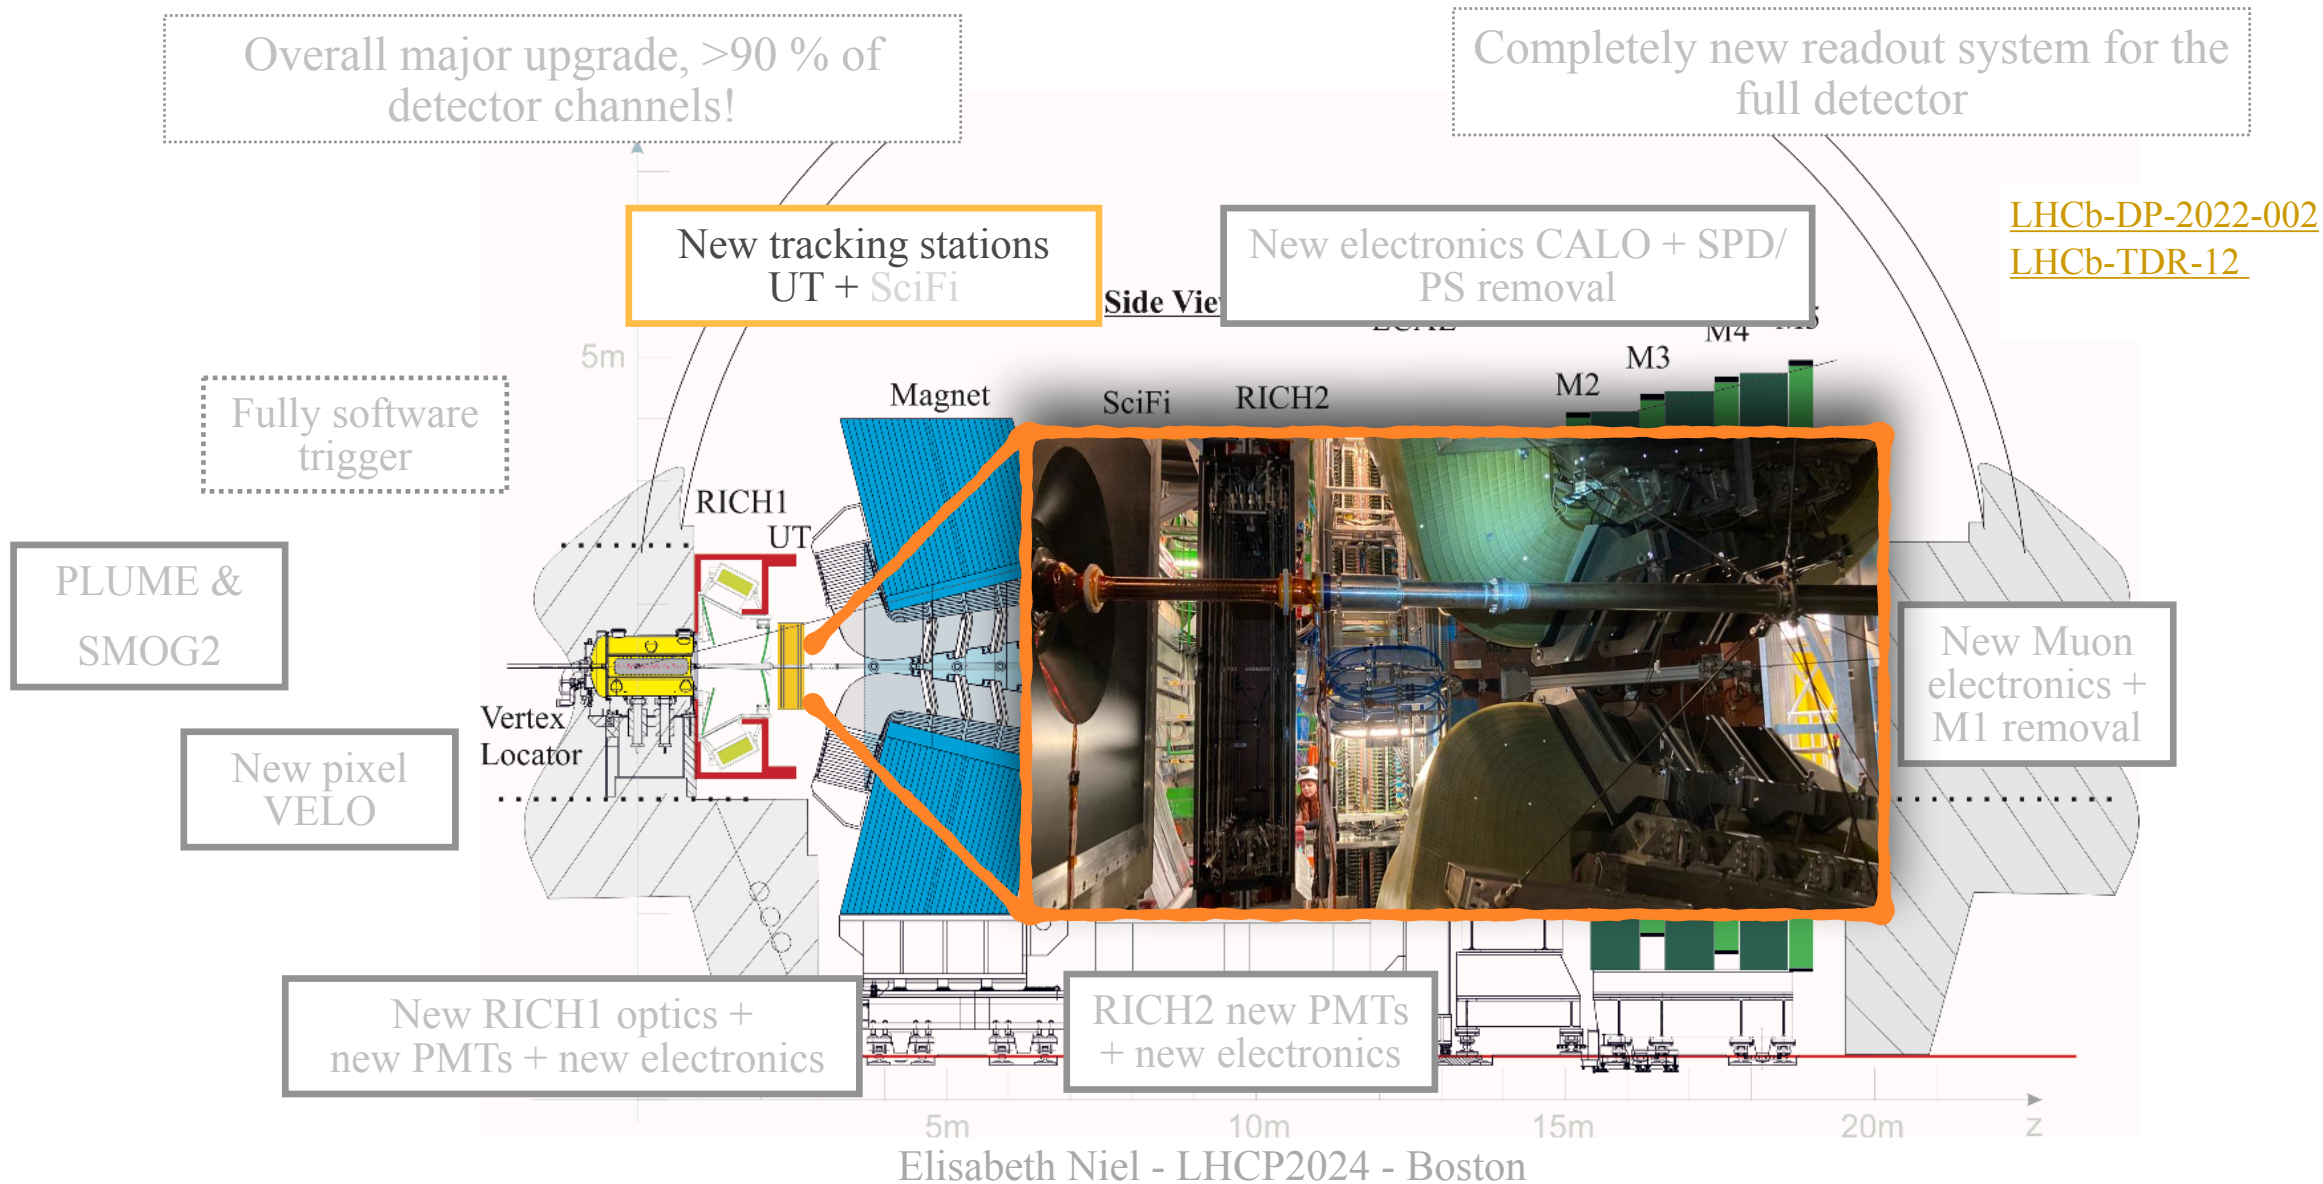 Overall major upgrade, >90 % of
detector channels!
Completely new readout system for the
full detector
LHCb-DP-2022-002
LHCb-TDR-12
New tracking stations
UT + SciFi
New electronics CALO + SPD/
PS removal
Side Vie
ECAL
M5
M4
M3
M2
5m
Magnet
SciFi
RICH2
Fully software
trigger
RICH1
UT
PLUME &
SMOG2
New Muon
electronics +
M1 removal
Vertex
Locator
New pixel
VELO
New RICH1 optics +
new PMTs + new electronics
RICH2 new PMTs
+ new electronics
5m
10m
15m
20m
z
Elisabeth Niel - LHCP2024 - Boston